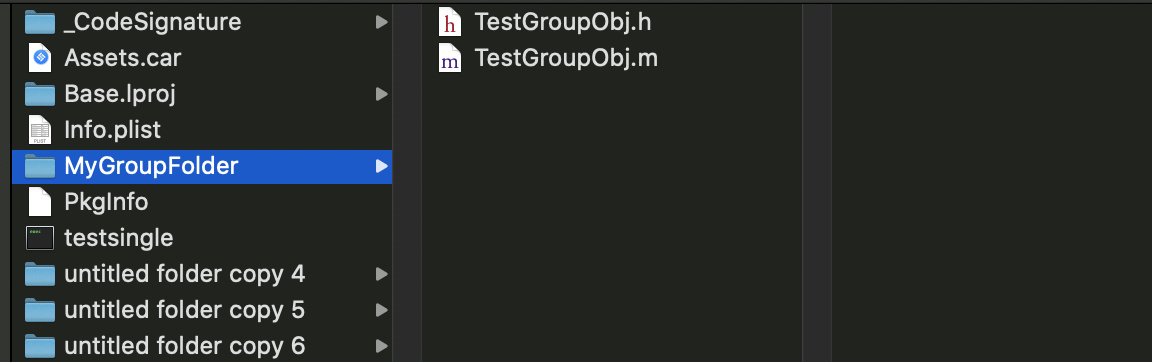 _CodeSignature
Assets.car
Base.lproj
Info.plist
MyGroupFolder
PkgInfo
testsingle
untitled folder copy 4
untitled folder copy 5
untitled folder copy 6
h TestGroupObj.h
m TestGroupObj.m